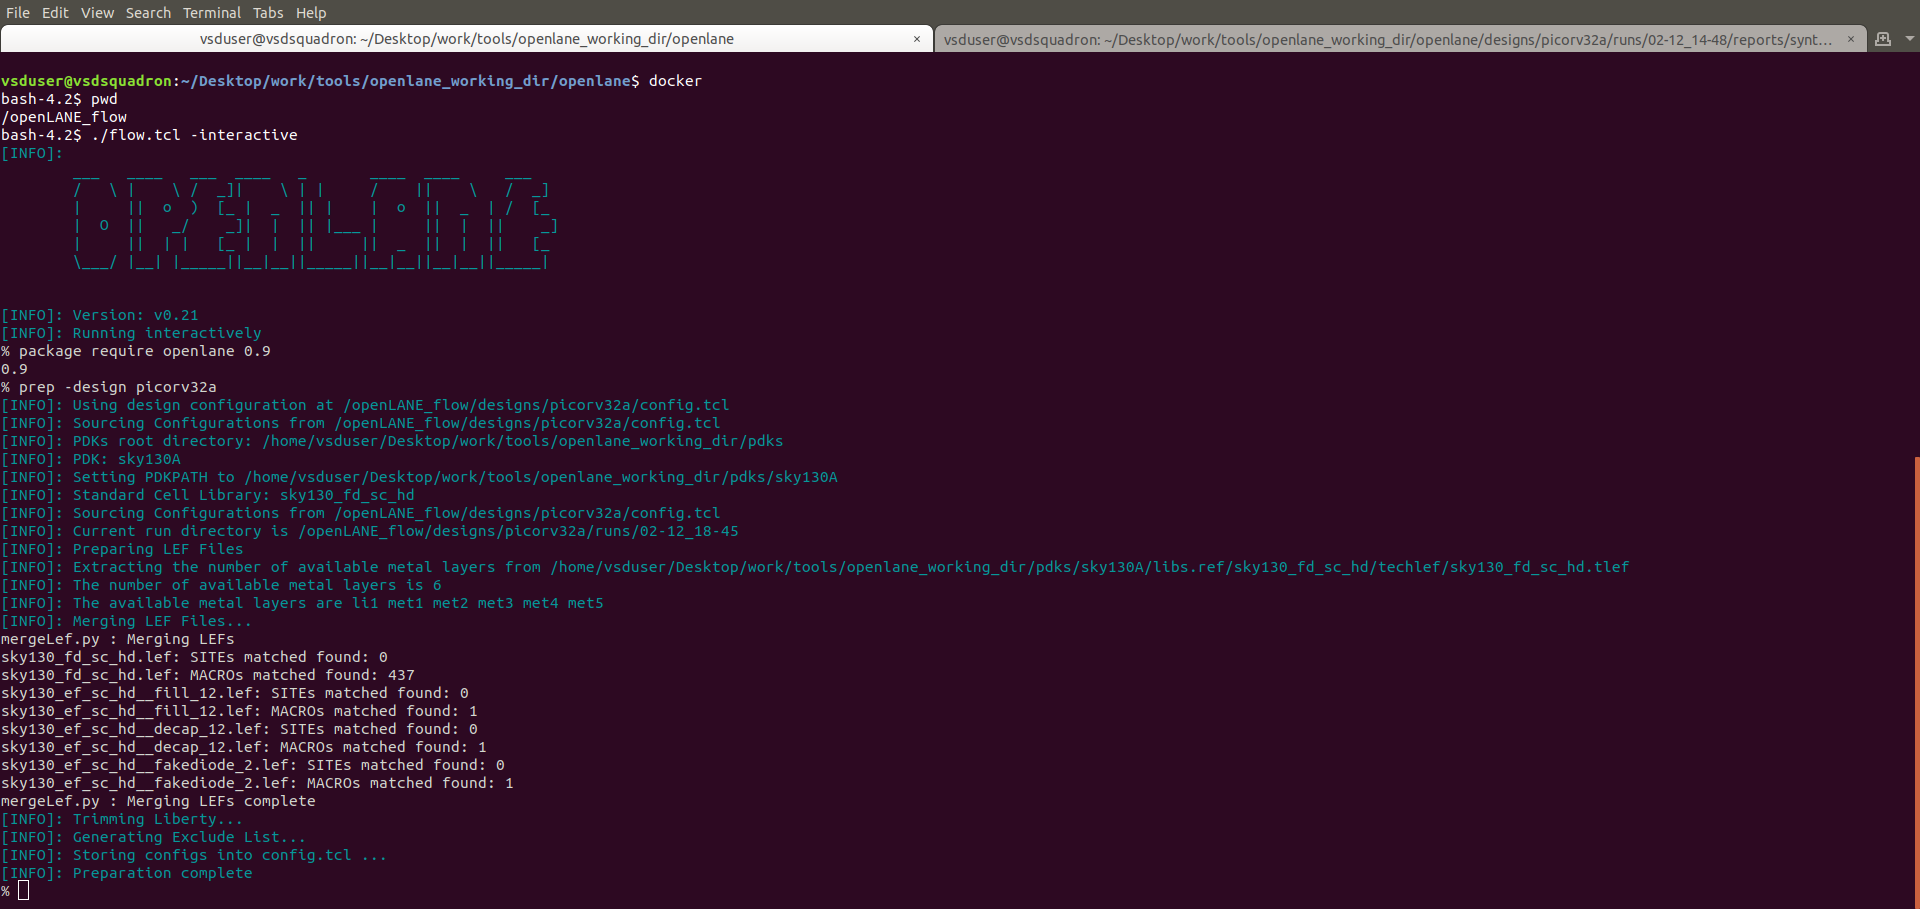 File Edit View Search Terminal Tabs Help
vsduser@vsdsquadron: ~/Desktop/work/tools/openlane_working_dir/openlane × vsduser@vsdsquadron: ~/Desktop/work/tools/openlane_working_dir/openlane/designs/picorv32a/runs/02-12_14-48/reports/synt... ×
vsduser@vsdsquadron:~/Desktop/work/tools/openlane_working_dir/openlane$ docker
bash-4.2$ pwd
/openLANE_flow
bash-4.2$ ./flow.tcl -interactive
[INFO]:
OPENLANE
[INFO]: Version: v0.21
[INFO]: Running interactively
% package require openlane 0.9
0.9
% prep -design picorv32a
[INFO]: Using design configuration at /openLANE_flow/designs/picorv32a/config.tcl
[INFO]: Sourcing Configurations from /openLANE_flow/designs/picorv32a/config.tcl
[INFO]: PDKs root directory: /home/vsduser/Desktop/work/tools/openlane_working_dir/pdks
[INFO]: PDK: sky130A
[INFO]: Setting PDKPATH to /home/vsduser/Desktop/work/tools/openlane_working_dir/pdks/sky130A
[INFO]: Standard Cell Library: sky130_fd_sc_hd
[INFO]: Sourcing Configurations from /openLANE_flow/designs/picorv32a/config.tcl
[INFO]: Current run directory is /openLANE_flow/designs/picorv32a/runs/02-12_18-45
[INFO]: Preparing LEF Files
[INFO]: Extracting the number of available metal layers from /home/vsduser/Desktop/work/tools/openlane_working_dir/pdks/sky130A/libs.ref/sky130_fd_sc_hd/techlef/sky130_fd_sc_hd.tlef
[INFO]: The number of available metal layers is 6
[INFO]: The available metal layers are li1 met1 met2 met3 met4 met5
[INFO]: Merging LEF Files...
mergeLef.py : Merging LEFs
sky130_fd_sc_hd.lef: SITEs matched found: 0
sky130_fd_sc_hd.lef: MACROs matched found: 437
sky130_ef_sc_hd__fill_12.lef: SITEs matched found: 0
sky130_ef_sc_hd__fill_12.lef: MACROs matched found: 1
sky130_ef_sc_hd__decap_12.lef: SITEs matched found: 0
sky130_ef_sc_hd__decap_12.lef: MACROs matched found: 1
sky130_ef_sc_hd__fakediode_2.lef: SITEs matched found: 0
sky130_ef_sc_hd__fakediode_2.lef: MACROs matched found: 1
mergeLef.py : Merging LEFs complete
[INFO]: Trimming Liberty...
[INFO]: Generating Exclude List...
[INFO]: Storing configs into config.tcl ...
[INFO]: Preparation complete
%